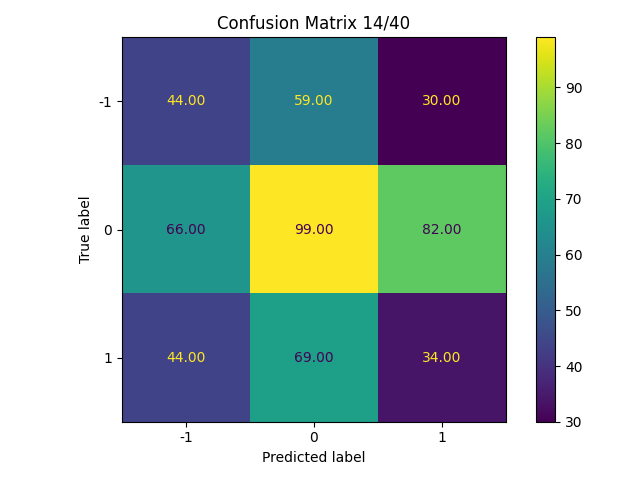 Confusion Matrix 14/40
-1 44.00 59.00 30.00
0 66.00 99.00 82.00
1 44.00 69.00 34.00
-1 0 1
Predicted label
True label
90
80
70
60
50
40
30